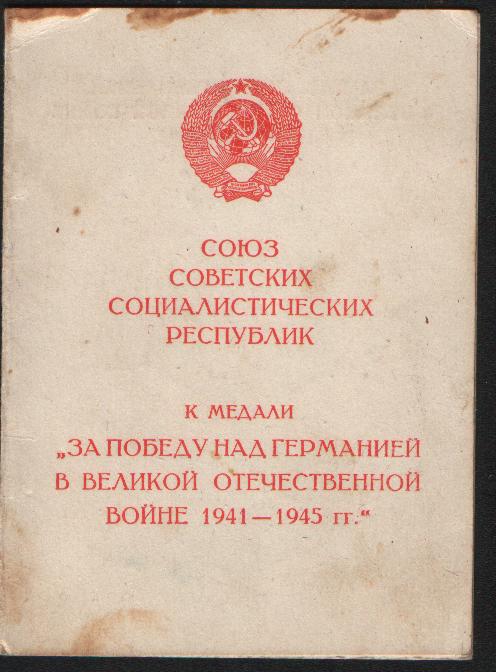 СОЮЗ
СОВЕТСКИХ
СОЦИАЛИСТИЧЕСКИХ
РЕСПУБЛИК
К МЕДАЛИ
„ЗА ПОБЕДУ НАД ГЕРМАНИЕЙ
В ВЕЛИКОЙ ОТЕЧЕСТВЕННОЙ
ВОЙНЕ 1941—1945 гг.“